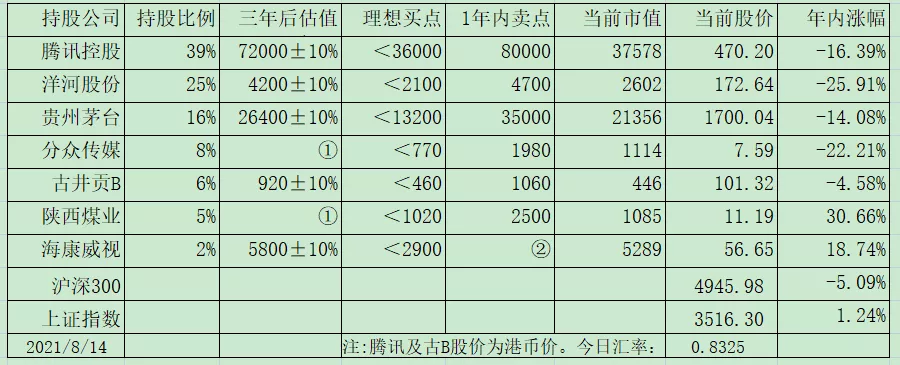 持股公司 持股比例 三年后估值 理想买点 1年内卖点 当前市值 当前股价 年内涨幅
腾讯控股 39% 72000±10% <36000 80000 37578 470.20 -16.39%
洋河股份 25% 4200±10% <2100 4700 2602 172.64 -25.91%
贵州茅台 16% 26400±10% <13200 35000 21356 1700.04 -14.08%
分众传媒 8% ① <770 1980 1114 7.59 -22.21%
古井贡B 6% 920±10% <460 1060 446 101.32 -4.58%
陕西煤业 5% ① <1020 2500 1085 11.19 30.66%
海康威视 2% 5800±10% <2900 ② 5289 56.65 18.74%
沪深300 4945.98 -5.09%
上证指数 3516.30 1.24%
2021/8/14 注:腾讯及古B股价为港币价。今日汇率: 0.8325